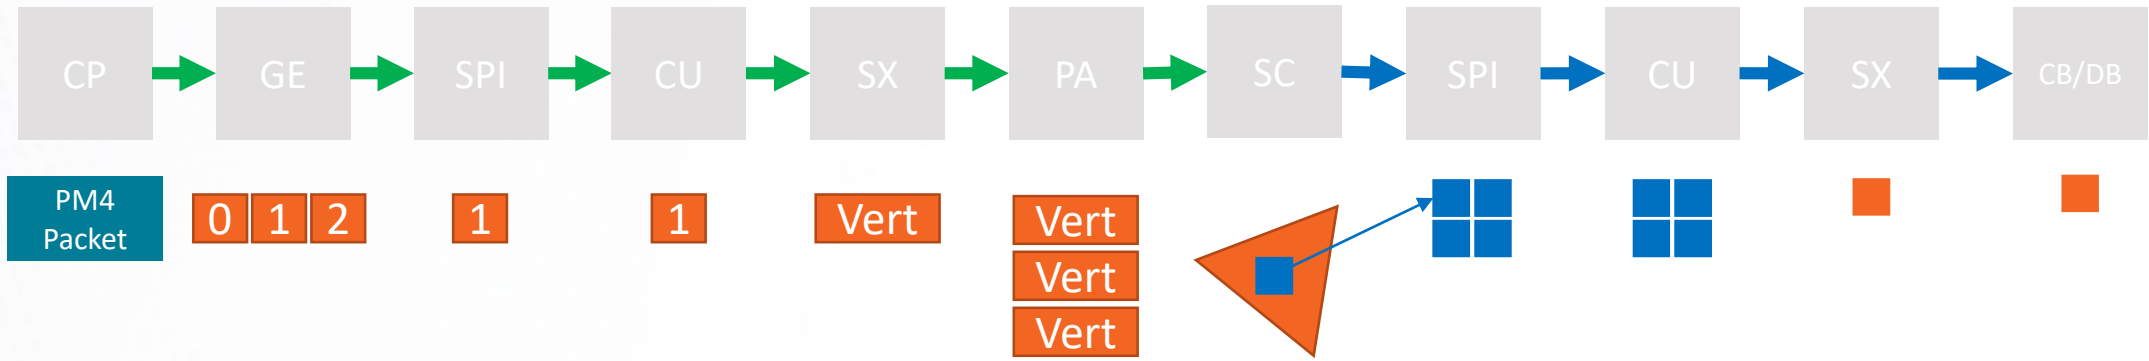 CP GE SPI CU SX PA SC SPI CU SX CB/DB
PM4
Packet
0 1 2
1
1
Vert
Vert
Vert
Vert